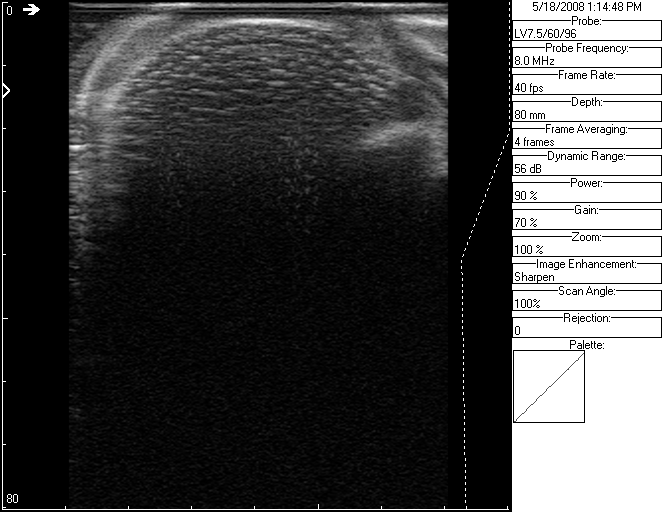 0
80
5/18/2008 1:14:48 PM
Probe:
LV7.5/60/96
Probe Frequency:
8.0 MHz
Frame Rate:
40 fps
Depth:
80 mm
Frame Averaging:
4 frames
Dynamic Range:
56 dB
Power:
90 %
Gain:
70 %
Zoom:
100 %
Image Enhancement:
Sharpen
Scan Angle:
100%
Rejection:
0
Palette: